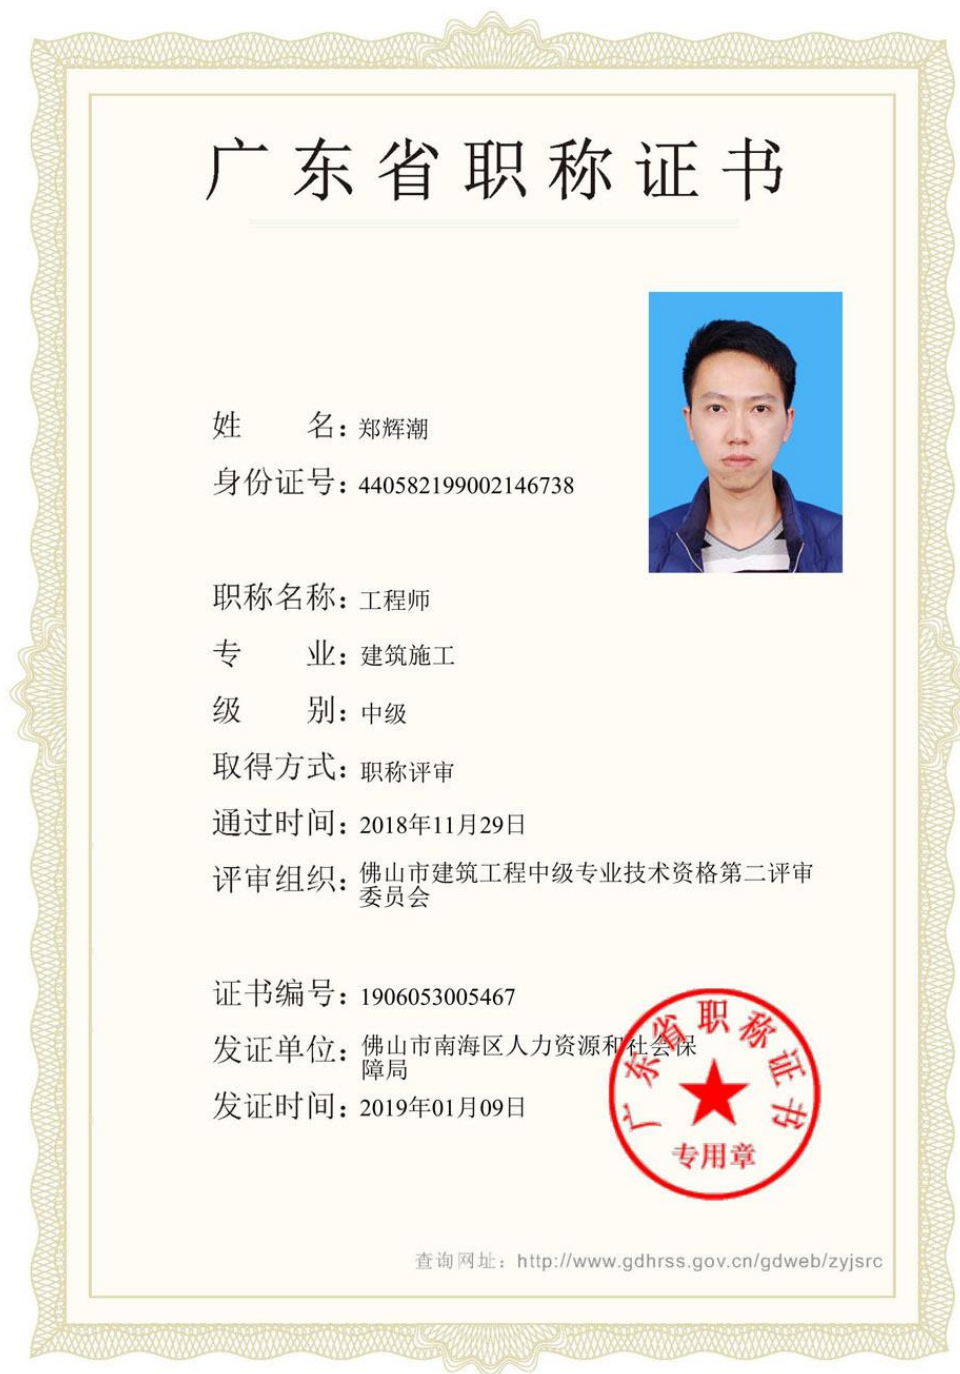 广东省职称证书
姓 名：郑辉潮
身份证号：440582199002146738
职称名称：工程师
专 业：建筑施工
级 别：中级
取得方式：职称评审
通过时间：2018年11月29日
评审组织：佛山市建筑工程中级专业技术资格第二评审
委员会
证书编号：1906053005467
发证单位：佛山市南海区人力资源和社会保
障局
发证时间：2019年01月09日
广东省职称证书
专用章
查询网址：http://www.gdhrss.gov.cn/gdweb/zyjsrc